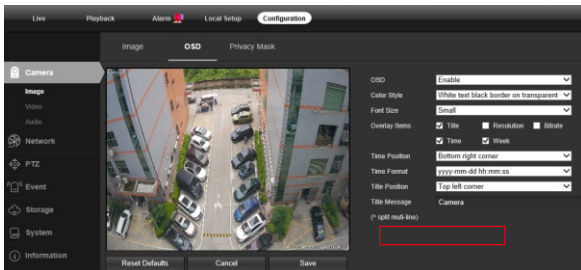 Live Playback Alarm Local Setup Configuration
Image OSD Privacy Mask
Camera
Image
Video
Audio
Network
PTZ
Event
Storage
System
Information
OSD Enable
Color Style White text black border on transparent
Font Size Small
Overlay Items Title Resolution Bitrate
Time Week
Time Position Bottom right corner
Time Format yyyy-mm-dd hh:mm:ss
Title Position Top left corner
Title Message Camera
(^ split muti-line)
Reset Defaults Cancel Save